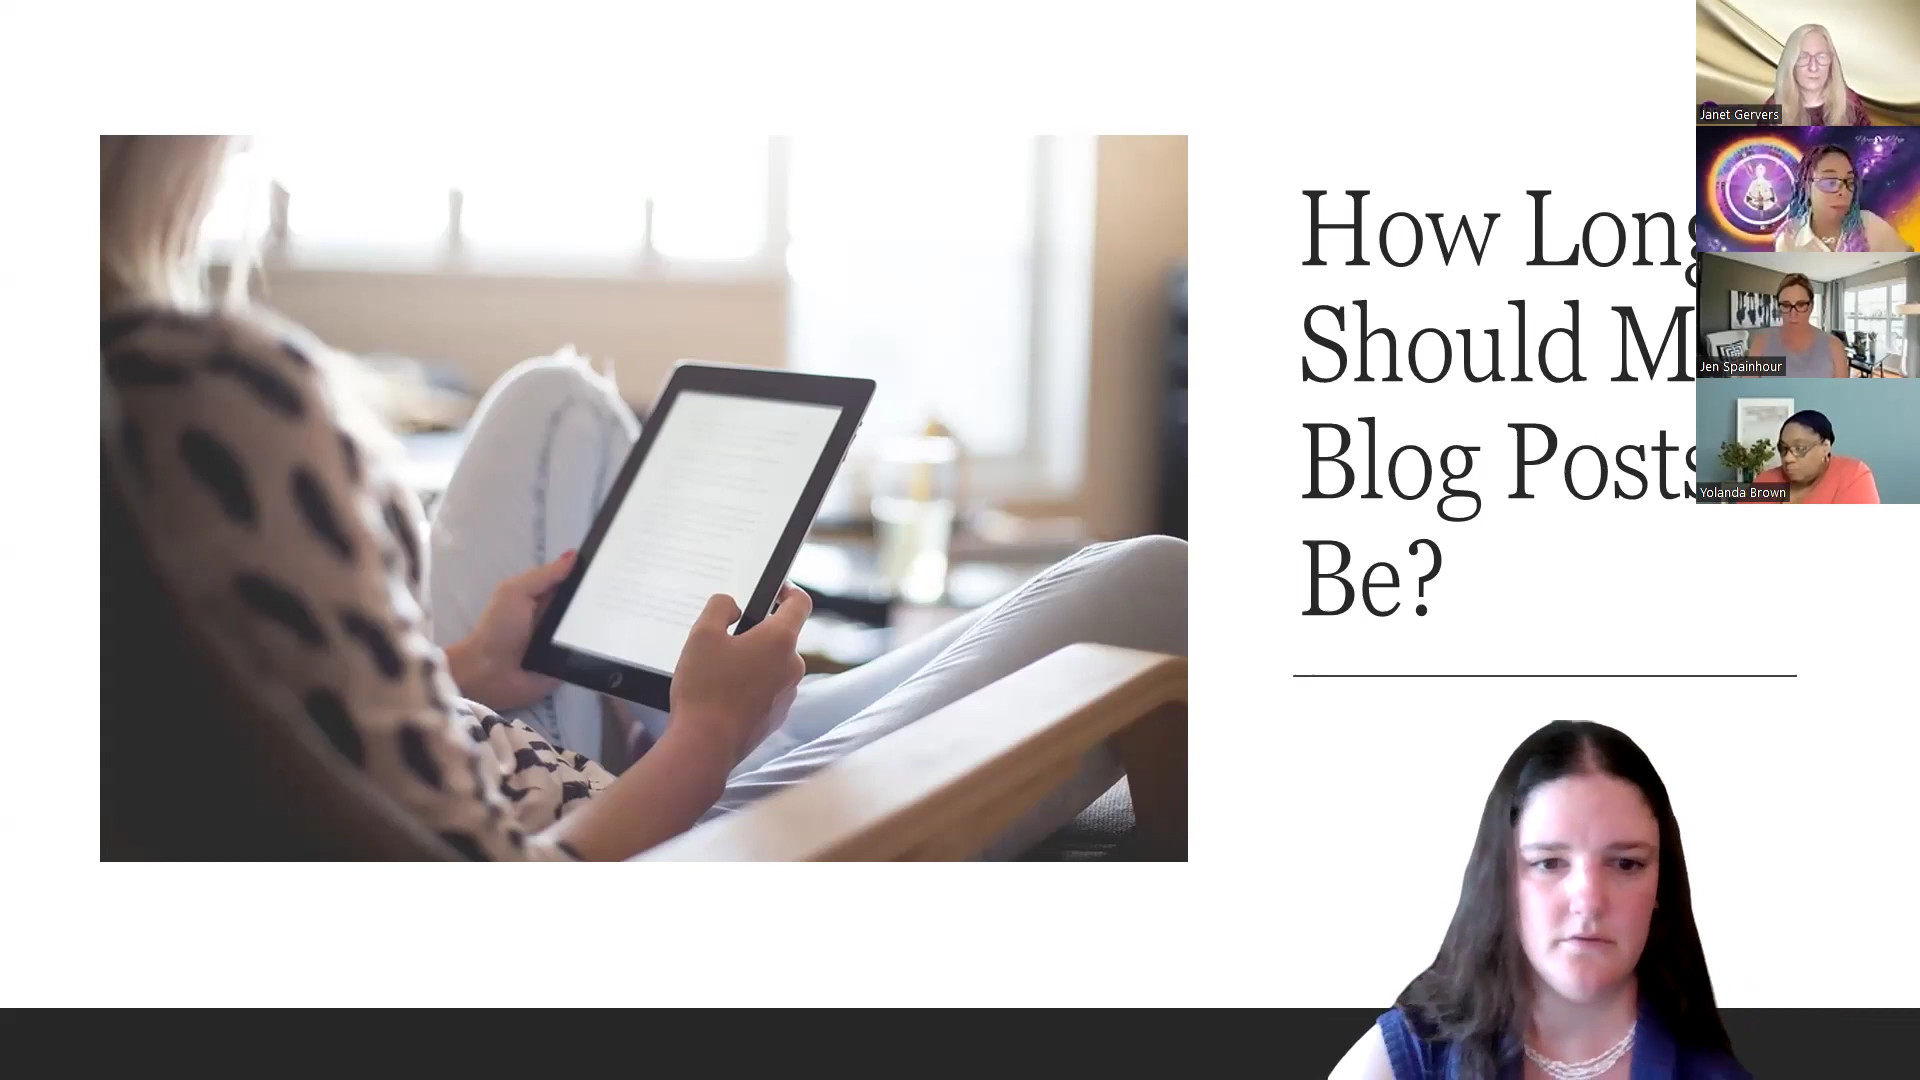 How Long
Should M
Blog Posts
Be?
Janet Gervers
Jen Spainhour
Yolanda Brown